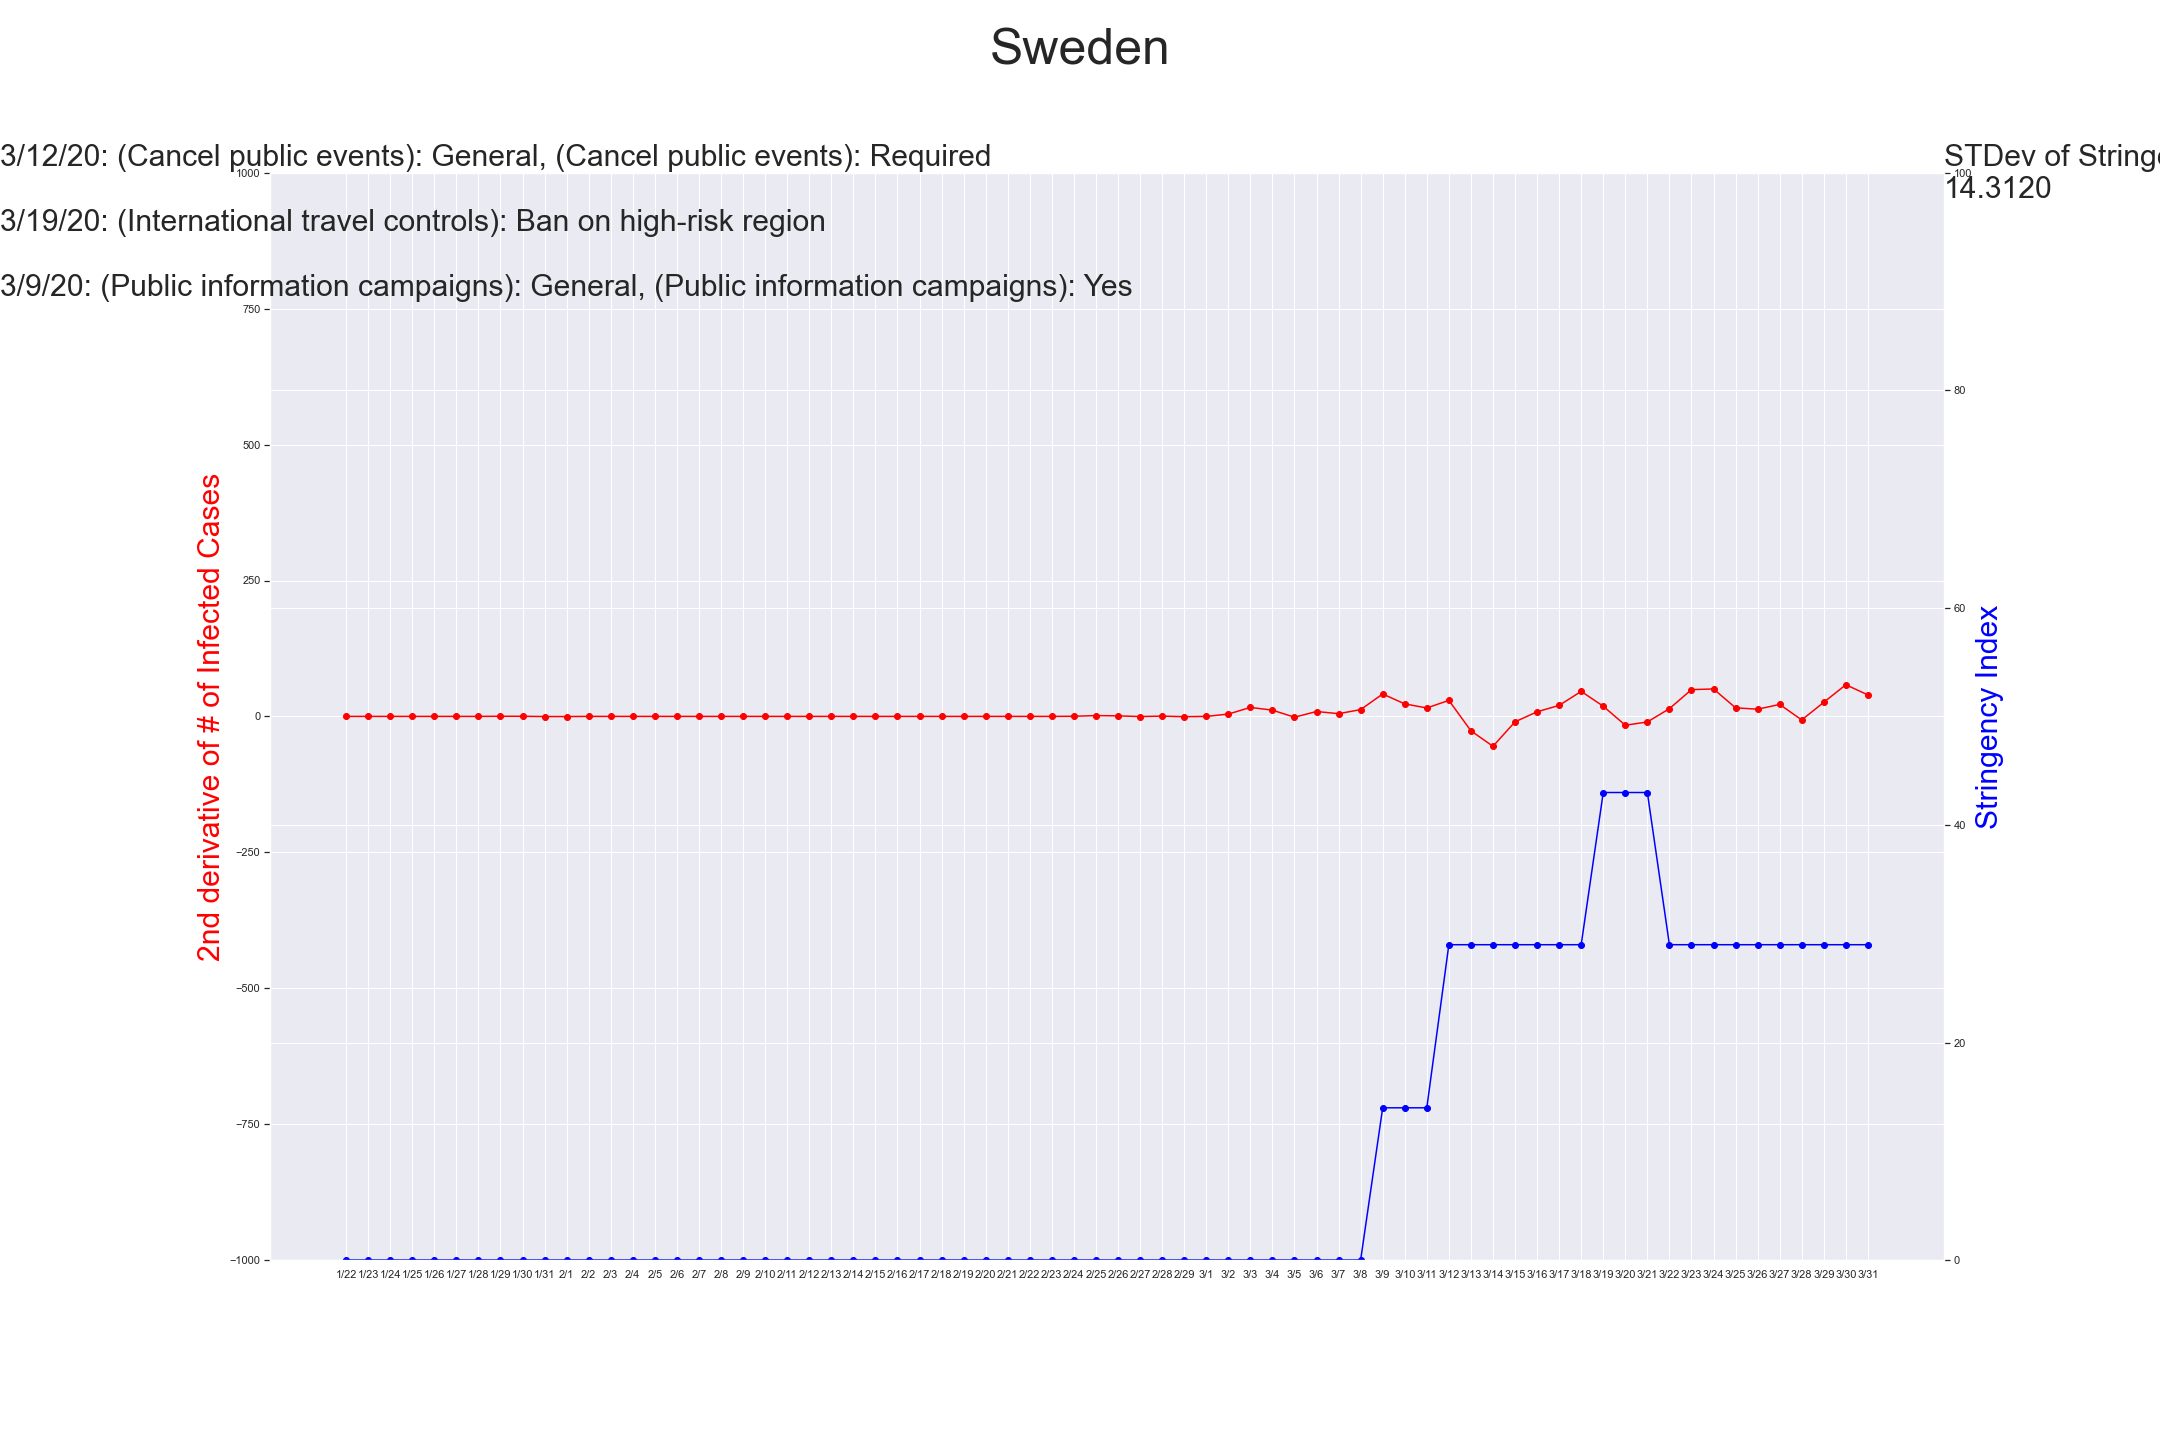 Sweden
3/12/20: (Cancel public events): General, (Cancel public events): Required
STDev of Stringe
14.3120
3/19/20: (International travel controls): Ban on high-risk region
3/9/20: (Public information campaigns): General, (Public information campaigns): Yes
2nd derivative of # of Infected Cases
1000
750
500
250
0
−250
−500
−750
−1000
100
80
60
40
20
0
Stringency Index
1/22 1/23 1/24 1/25 1/26 1/27 1/28 1/29 1/30 1/31 2/1 2/2 2/3 2/4 2/5 2/6 2/7 2/8 2/9 2/10 2/11 2/12 2/13 2/14 2/15 2/16 2/17 2/18 2/19 2/20 2/21 2/22 2/23 2/24 2/25 2/26 2/27 2/28 2/29 3/1 3/2 3/3 3/4 3/5 3/6 3/7 3/8 3/9 3/10 3/11 3/12 3/13 3/14 3/15 3/16 3/17 3/18 3/19 3/20 3/21 3/22 3/23 3/24 3/25 3/26 3/27 3/28 3/29 3/30 3/31